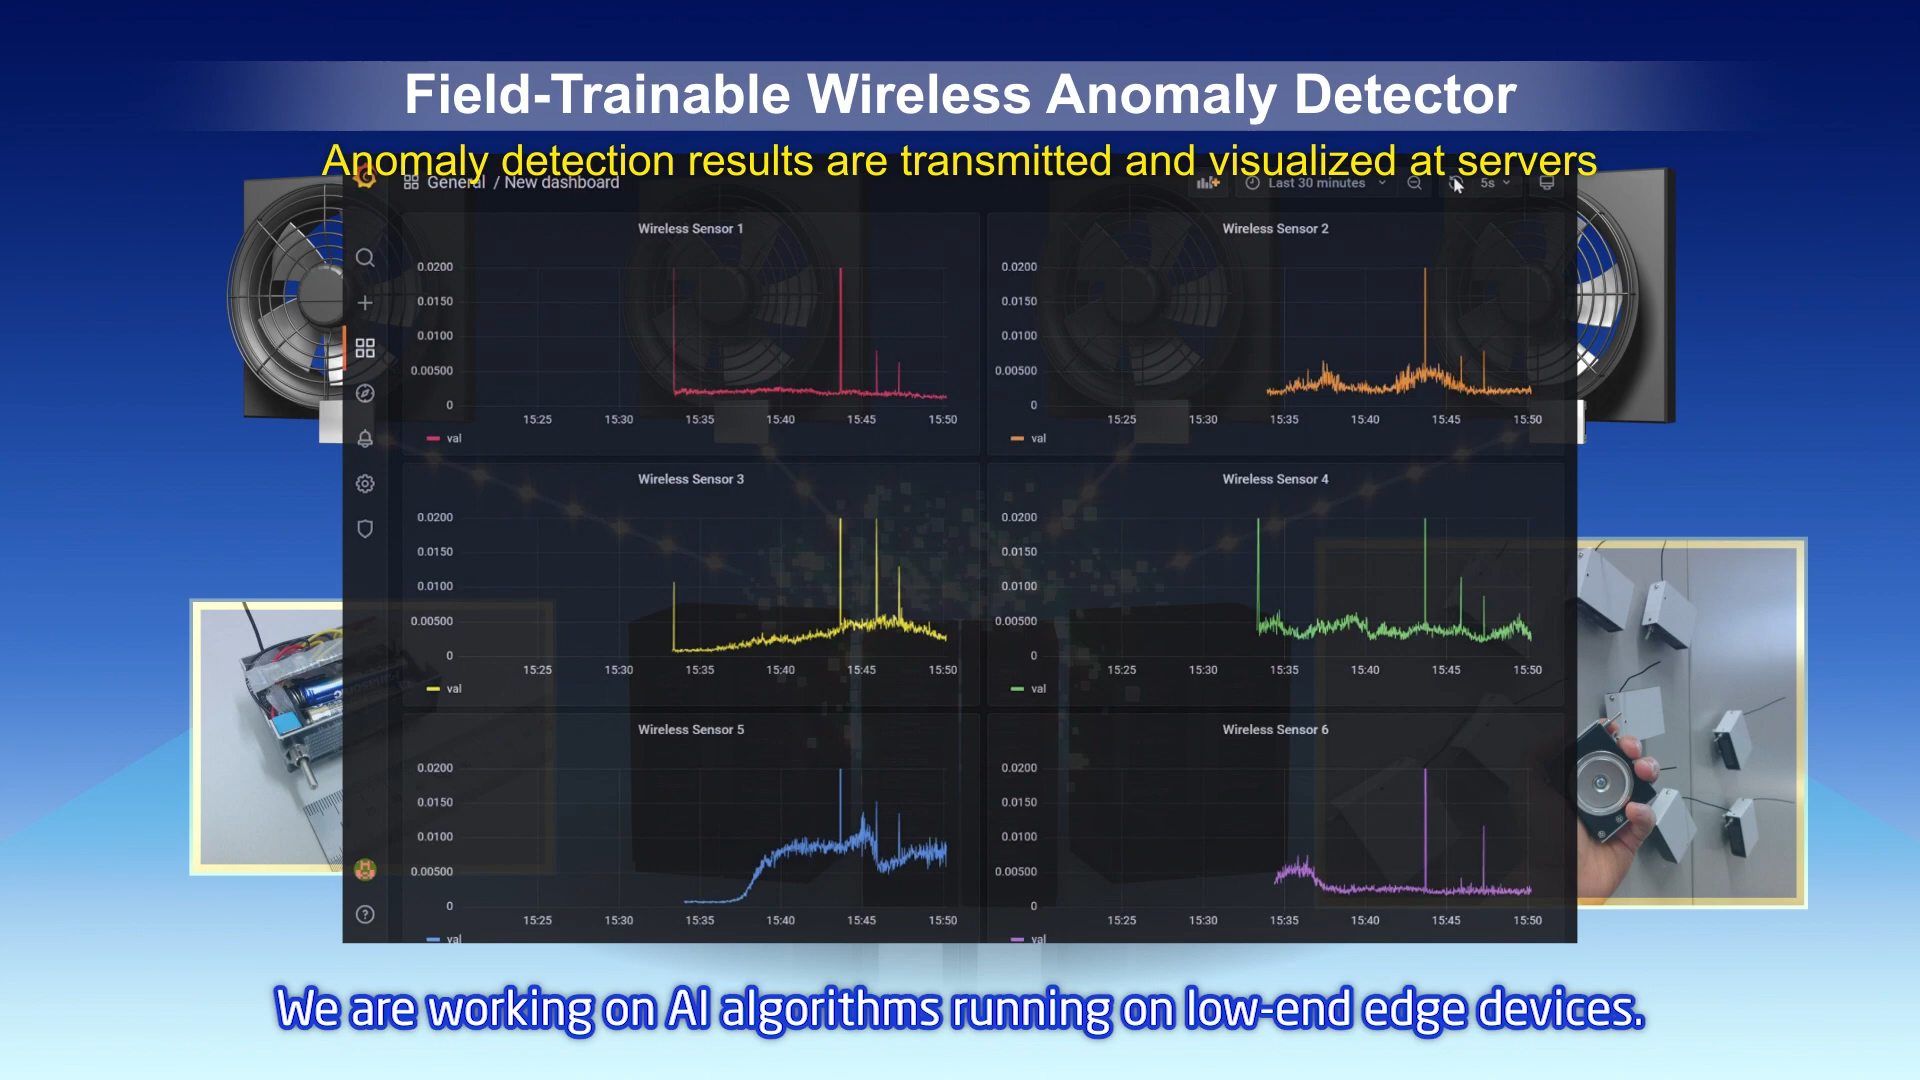 Field-Trainable Wireless Anomaly Detector
Anomaly detection results are transmitted and visualized at servers
General / New dashboard
Last 30 minutes
5s
Wireless Sensor 1
0.0200
0.0150
0.0100
0.00500
0
15:25 15:30 15:35 15:40 15:45 15:50
val
Wireless Sensor 2
0.0200
0.0150
0.0100
0.00500
0
15:25 15:30 15:35 15:40 15:45 15:50
val
Wireless Sensor 3
0.0200
0.0150
0.0100
0.00500
0
15:25 15:30 15:35 15:40 15:45 15:50
val
Wireless Sensor 4
0.0200
0.0150
0.0100
0.00500
0
15:25 15:30 15:35 15:40 15:45 15:50
val
Wireless Sensor 5
0.0200
0.0150
0.0100
0.00500
0
15:25 15:30 15:35 15:40 15:45 15:50
val
Wireless Sensor 6
0.0200
0.0150
0.0100
0.00500
0
15:25 15:30 15:35 15:40 15:45 15:50
val
We are working on AI algorithms running on low-end edge devices.